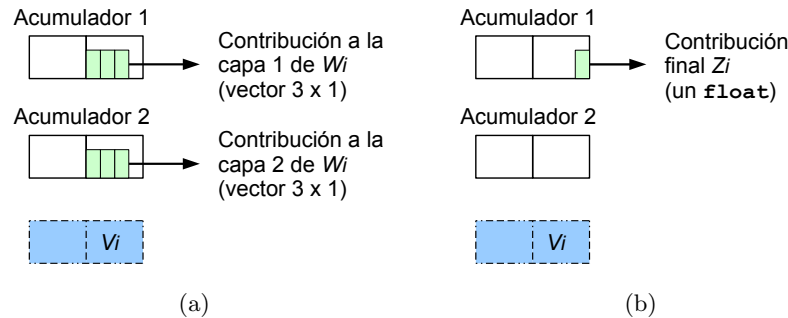 Acumulador 1
Contribución a la
capa 1 de Wi
(vector 3 x 1)
Acumulador 2
Contribución a la
capa 2 de Wi
(vector 3 x 1)
Vi
(a)
Acumulador 1
Contribución
final Zi
(un float)
Acumulador 2
Vi
(b)